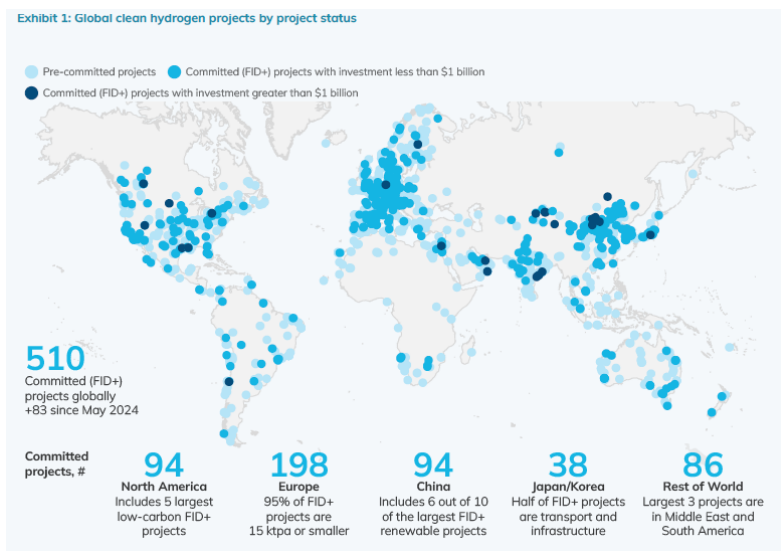 Exhibit 1: Global clean hydrogen projects by project status
Pre-committed projects
Committed (FID+) projects with investment less than $1 billion
Committed (FID+) projects with investment greater than $1 billion
510
Committed (FID+)
projects globally
+83 since May 2024
Committed
projects, #
94
North America
Includes 5 largest
low-carbon FID+
projects
198
Europe
95% of FID+
projects are
15 ktpa or smaller
94
China
Includes 6 out of 10
of the largest FID+
renewable projects
38
Japan/Korea
Half of FID+ projects
are transport and
infrastructure
86
Rest of World
Largest 3 projects are
in Middle East and
South America